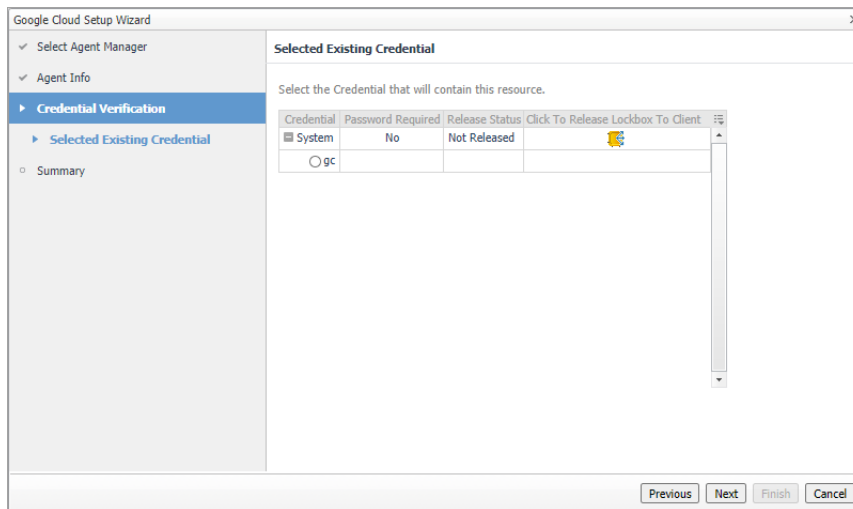 Google Cloud Setup Wizard
Select Agent Manager
Agent Info
Credential Verification
Selected Existing Credential
Summary
Selected Existing Credential
Select the Credential that will contain this resource.
Credential Password Required Release Status Click To Release Lockbox To Client
System No Not Released
gc
Previous Next Finish Cancel